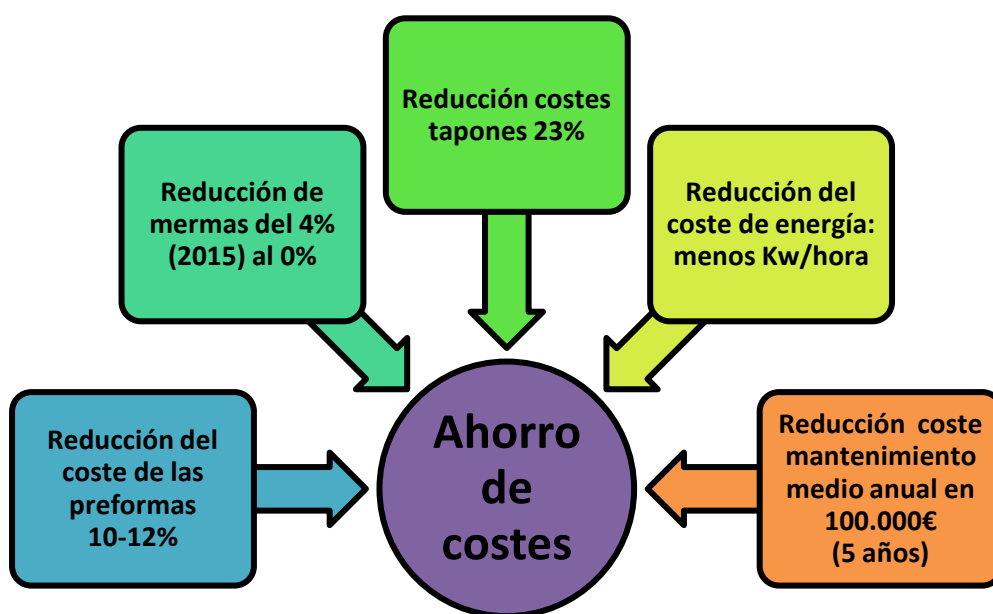 Reducción costes
tapones 23%
Reducción de
mermas del 4%
(2015) al 0%
Reducción del
coste de energía:
menos Kw/hora
Reducción del
coste de las
preformas
10-12%
Ahorro
de
costes
Reducción  coste
mantenimiento
medio anual en
100.000€
(5 años)